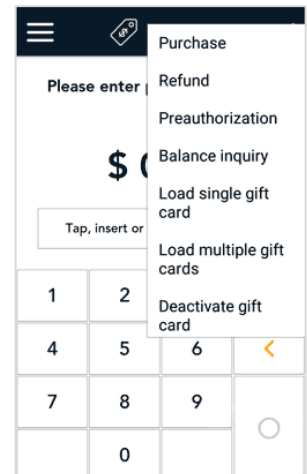 Purchase
Please enter
Refund
Preauthorization
$
Balance inquiry
Load single gift
card
Tap, insert or
Load multiple gift
cards
Deactivate gift
card
1 2
4 5 6 <
7 8 9
0